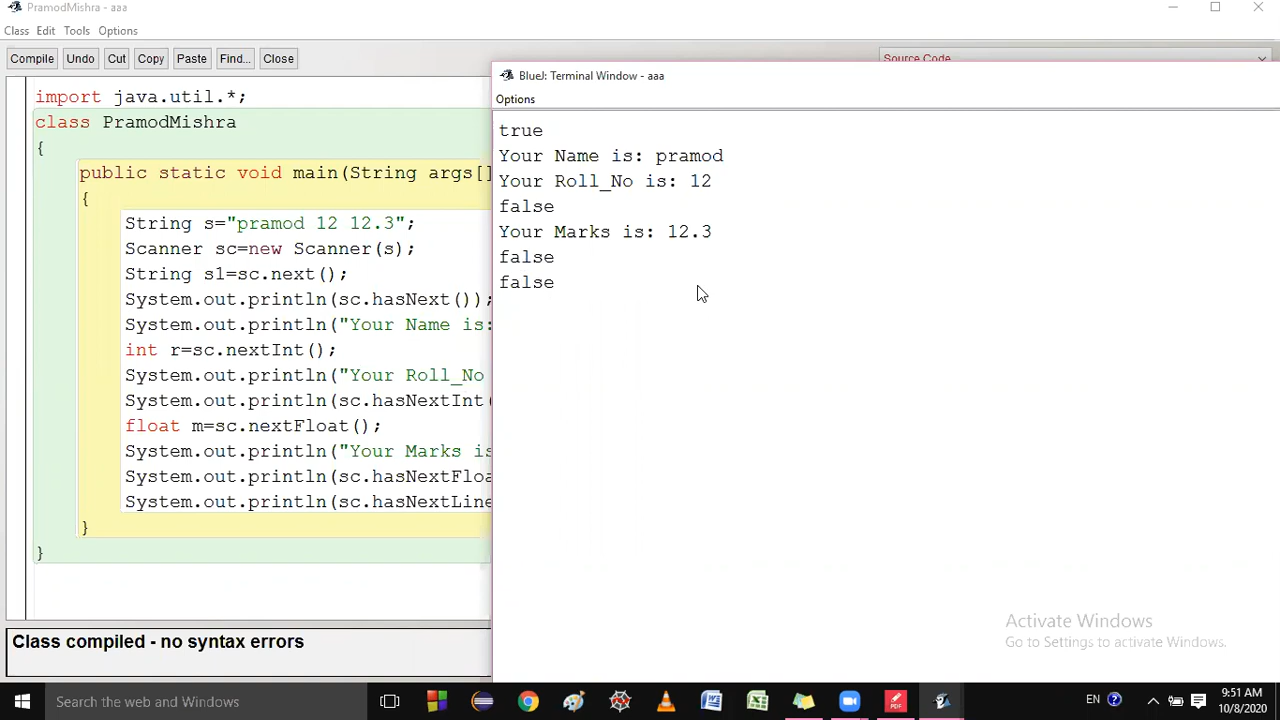 PramodMishra - aaa
Class Edit Tools Options
Compile Undo Cut Copy Paste Find... Close
Source Code
import java.util.*;
class PramodMishra
{
public static void main(String args[]
{
String s="pramod 12 12.3";
Scanner sc=new Scanner(s);
String s1=sc.next();
System.out.println(sc.hasNext());
System.out.println("Your Name is:
int r=sc.nextInt();
System.out.println("Your Roll_No
System.out.println(sc.hasNextInt(
float m=sc.nextFloat();
System.out.println("Your Marks is
System.out.println(sc.hasNextFloa
System.out.println(sc.hasNextLine
}
}
Class compiled - no syntax errors
BlueJ: Terminal Window - aaa
Options
true
Your Name is: pramod
Your Roll_No is: 12
false
Your Marks is: 12.3
false
false
Activate Windows
Go to Settings to activate Windows.
Search the web and Windows
EN
9:51 AM
10/8/2020